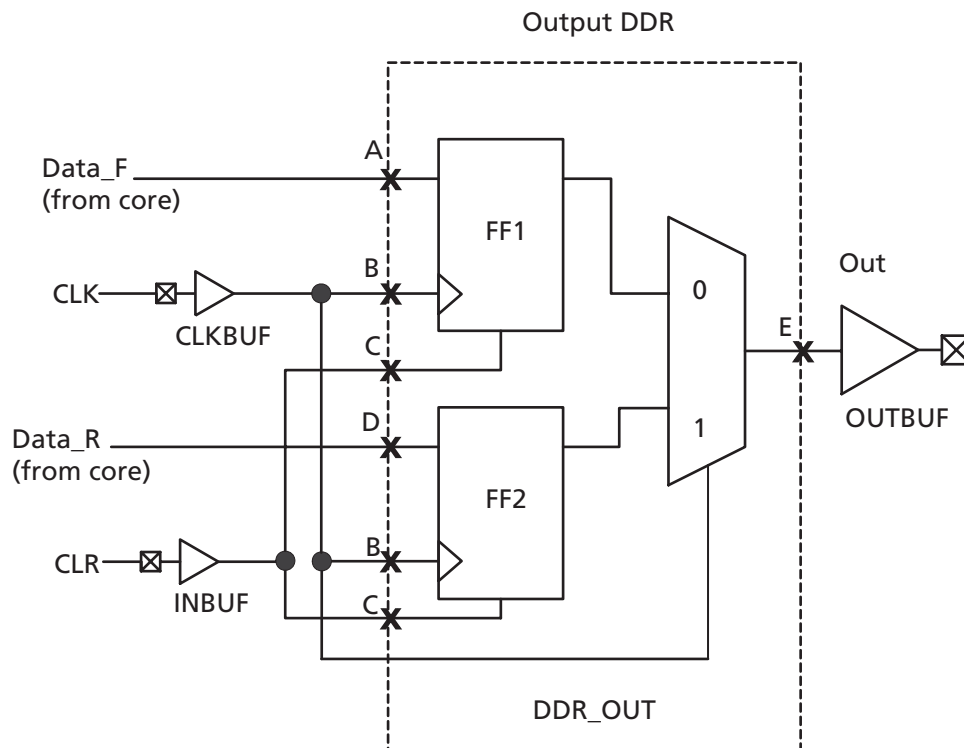 Output DDR
A
Data_F
(from core)
FF1
B
CLK
CLKBUF
0
Out
C
E
D
Data_R
(from core)
1
OUTBUF
FF2
B
CLR
INBUF
C
DDR_OUT